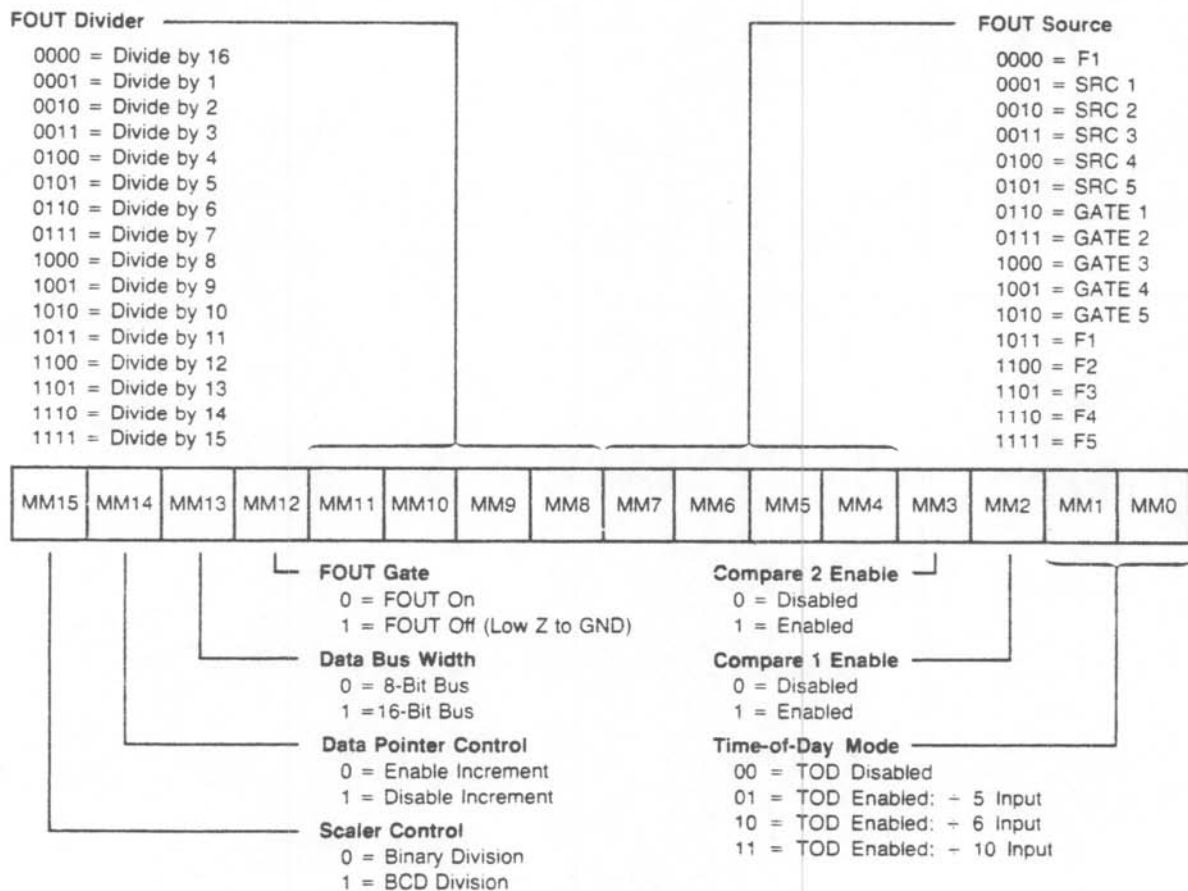 FOUT Divider
0000 = Divide by 16
0001 = Divide by 1
0010 = Divide by 2
0011 = Divide by 3
0100 = Divide by 4
0101 = Divide by 5
0110 = Divide by 6
0111 = Divide by 7
1000 = Divide by 8
1001 = Divide by 9
1010 = Divide by 10
1011 = Divide by 11
1100 = Divide by 12
1101 = Divide by 13
1110 = Divide by 14
1111 = Divide by 15
FOUT Source
0000 = F1
0001 = SRC 1
0010 = SRC 2
0011 = SRC 3
0100 = SRC 4
0101 = SRC 5
0110 = GATE 1
0111 = GATE 2
1000 = GATE 3
1001 = GATE 4
1010 = GATE 5
1011 = F1
1100 = F2
1101 = F3
1110 = F4
1111 = F5
MM15 MM14 MM13 MM12 MM11 MM10 MM9 MM8 MM7 MM6 MM5 MM4 MM3 MM2 MM1 MM0
FOUT Gate
0 = FOUT On
1 = FOUT Off (Low Z to GND)
Data Bus Width
0 = 8-Bit Bus
1 =16-Bit Bus
Data Pointer Control
0 = Enable Increment
1 = Disable Increment
Scaler Control
0 = Binary Division
1 = BCD Division
Compare 2 Enable
0 = Disabled
1 = Enabled
Compare 1 Enable
0 = Disabled
1 = Enabled
Time-of-Day Mode
00 = TOD Disabled
01 = TOD Enabled: ÷ 5 Input
10 = TOD Enabled: ÷ 6 Input
11 = TOD Enabled: ÷ 10 Input